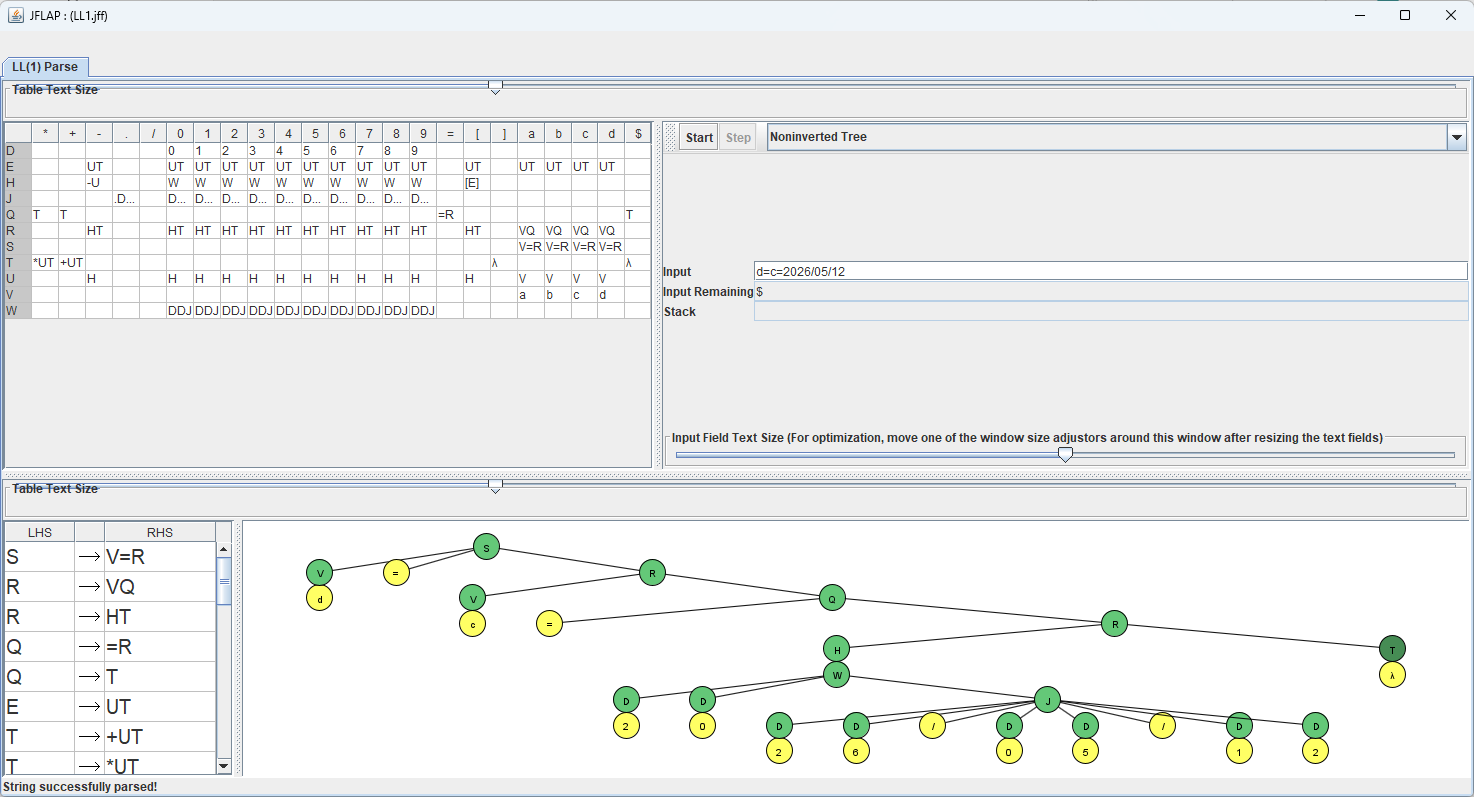 JFLAP : (LL1.jff)
LL(1) Parse
Table Text Size
* + - . / 0 1 2 3 4 5 6 7 8 9 = [ ] a b c d $
D 0 1 2 3 4 5 6 7 8 9
E UT UT UT UT UT UT UT UT UT UT UT UT UT UT UT UT
H -U W W W W W W W W W W [E]
J .D... D... D... D... D... D... D... D... D... D... D...
Q T T =R T
R HT HT HT HT HT HT HT HT HT HT HT HT VQ VQ VQ VQ
S V=R V=R V=R V=R
T *UT +UT λ λ
U H H H H H H H H H H H H V V V V
V a b c d
W DDJ DDJ DDJ DDJ DDJ DDJ DDJ DDJ DDJ DDJ
Start Step Noninverted Tree
Input d=c=2026/05/12
Input Remaining $
Stack
Input Field Text Size (For optimization, move one of the window size adjustors around this window after resizing the text fields)
Table Text Size
LHS RHS
S → V=R
R → VQ
R → HT
Q → =R
Q → T
E → UT
T → +UT
T → *UT
S
V = R
d V Q
c = R
H T
W λ
D D J
2 0 D D / D D / D D
2 6 0 5 1 2
String successfully parsed!